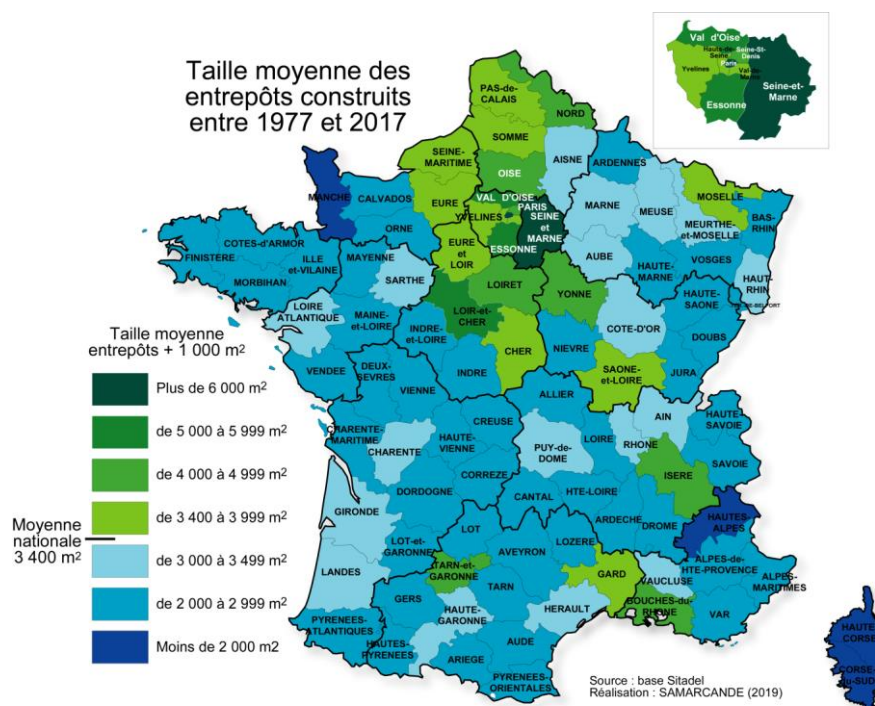 Taille moyenne des
entrepôts construits
entre 1977 et 2017
Val d'Oise
Hauts-de-
Seine
Seine-St-
Denis
Paris
Yvelines
Val-de-
Marne
Essonne
Seine-et-
Marne
PAS-de-
CALAIS
NORD
SOMME
SEINE-
MARITIME
AISNE
ARDENNES
OISE
MANCHE
CALVADOS
EURE
VAL D'OISE
PARIS
YVELINES
SEINE
et
MARNE
ESSONNE
MARNE
MEUSE
MOSELLE
MEURTHE-
et-MOSELLE
BAS-
RHIN
ORNE
EURE
et LOIR
AUBE
HAUTE-
MARNE
VOSGES
HAUT-
RHIN
FINISTÈRE
COTES-d'ARMOR
ILLE
et-VILAINE
MORBIHAN
MAYENNE
SARTHE
LOIRET
YONNE
HAUTE-
SAONE
LOIRE
ATLANTIQUE
MAINE-
et-LOIRE
INDRE-
et-LOIRE
LOIR-et-
CHER
CHER
NIEVRE
COTE-D'OR
DOUBS
VENDEE
DEUX-
SEVRES
VIENNE
INDRE
SAONE-
et-LOIRE
JURA
ALLIER
CHARENTE-
MARITIME
CHARENTE
HAUTE-
VIENNE
CREUSE
PUY-de-
DOME
LOIRE
RHONE
AIN
HAUTE-
SAVOIE
SAVOIE
ISERE
CORREZE
DORDOGNE
GIRONDE
CANTAL
HTE-LOIRE
ARDECHE
DROME
HAUTES-
ALPES
LOT-et-
GARONNE
LOT
LOZERE
AVEYRON
LANDES
TARN-et-
GARONNE
TARN
GARD
VAUCLUSE
ALPES-de-
HTE-PROVENCE
ALPES-
MARITIMES
GERS
HAUTE-
GARONNE
HERAULT
BOUCHES-du-
RHONE
VAR
PYRENEES-
ATLANTIQUES
HAUTES-
PYRENEES
ARIEGE
AUDE
PYRENEES-
ORIENTALES
HAUTE-
CORSE
CORSE-
du-SUD
Taille moyenne
entrepôts + 1 000 m²
Plus de 6 000 m²
de 5 000 à 5 999 m²
de 4 000 à 4 999 m²
de 3 400 à 3 999 m²
Moyenne
nationale
3 400 m²
de 3 000 à 3 499 m²
de 2 000 à 2 999 m²
Moins de 2 000 m2
Source : base Sitadel
Réalisation : SAMARCANDE (2019)